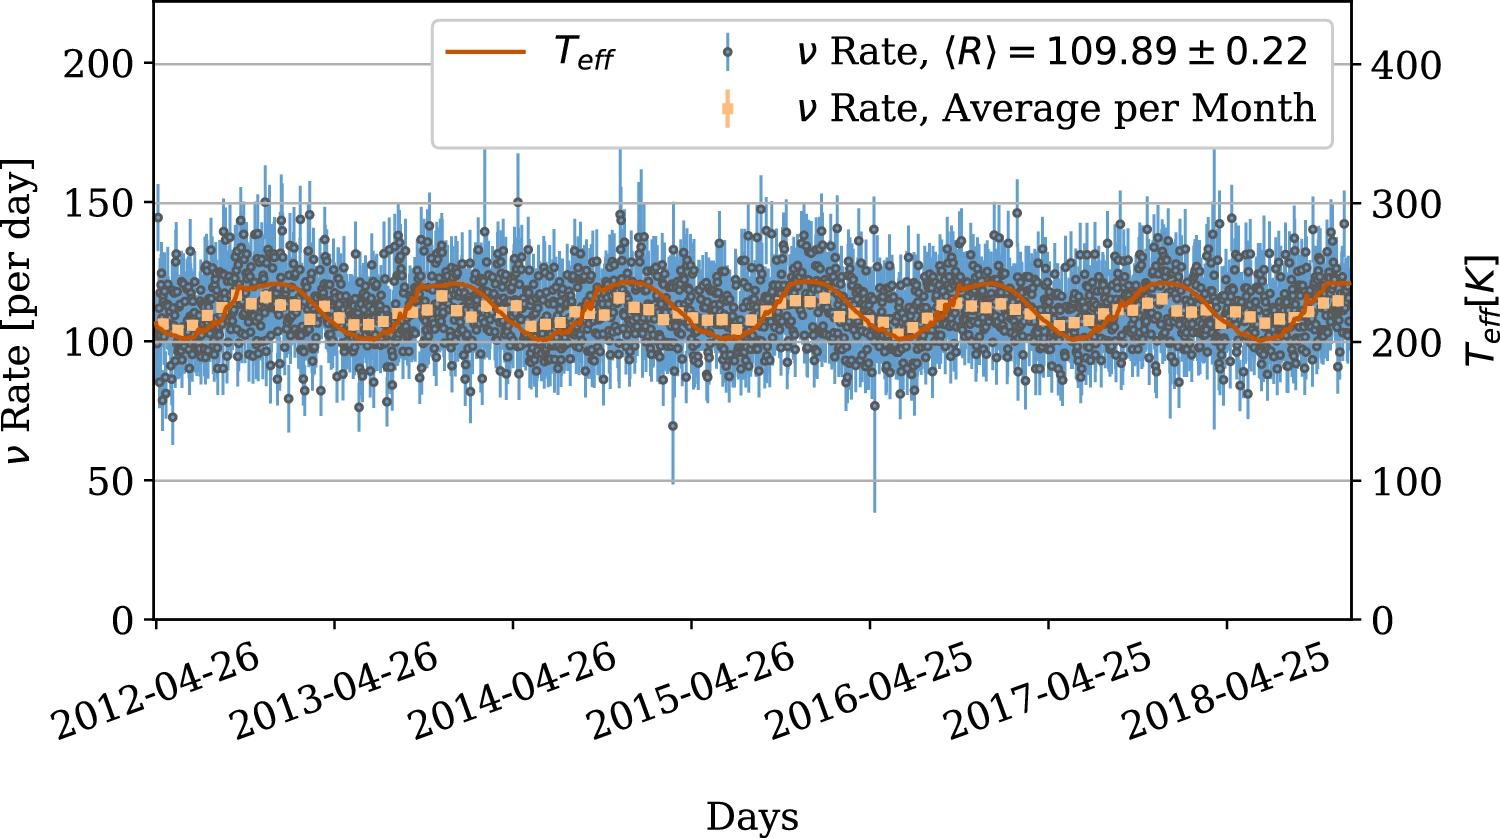 T_eff
ν Rate, ⟨R⟩ = 109.89 ± 0.22
ν Rate, Average per Month
ν Rate [per day]
200
150
100
50
0
400
300
200
100
0
T_eff[K]
2012-04-26
2013-04-26
2014-04-26
2015-04-26
2016-04-25
2017-04-25
2018-04-25
Days